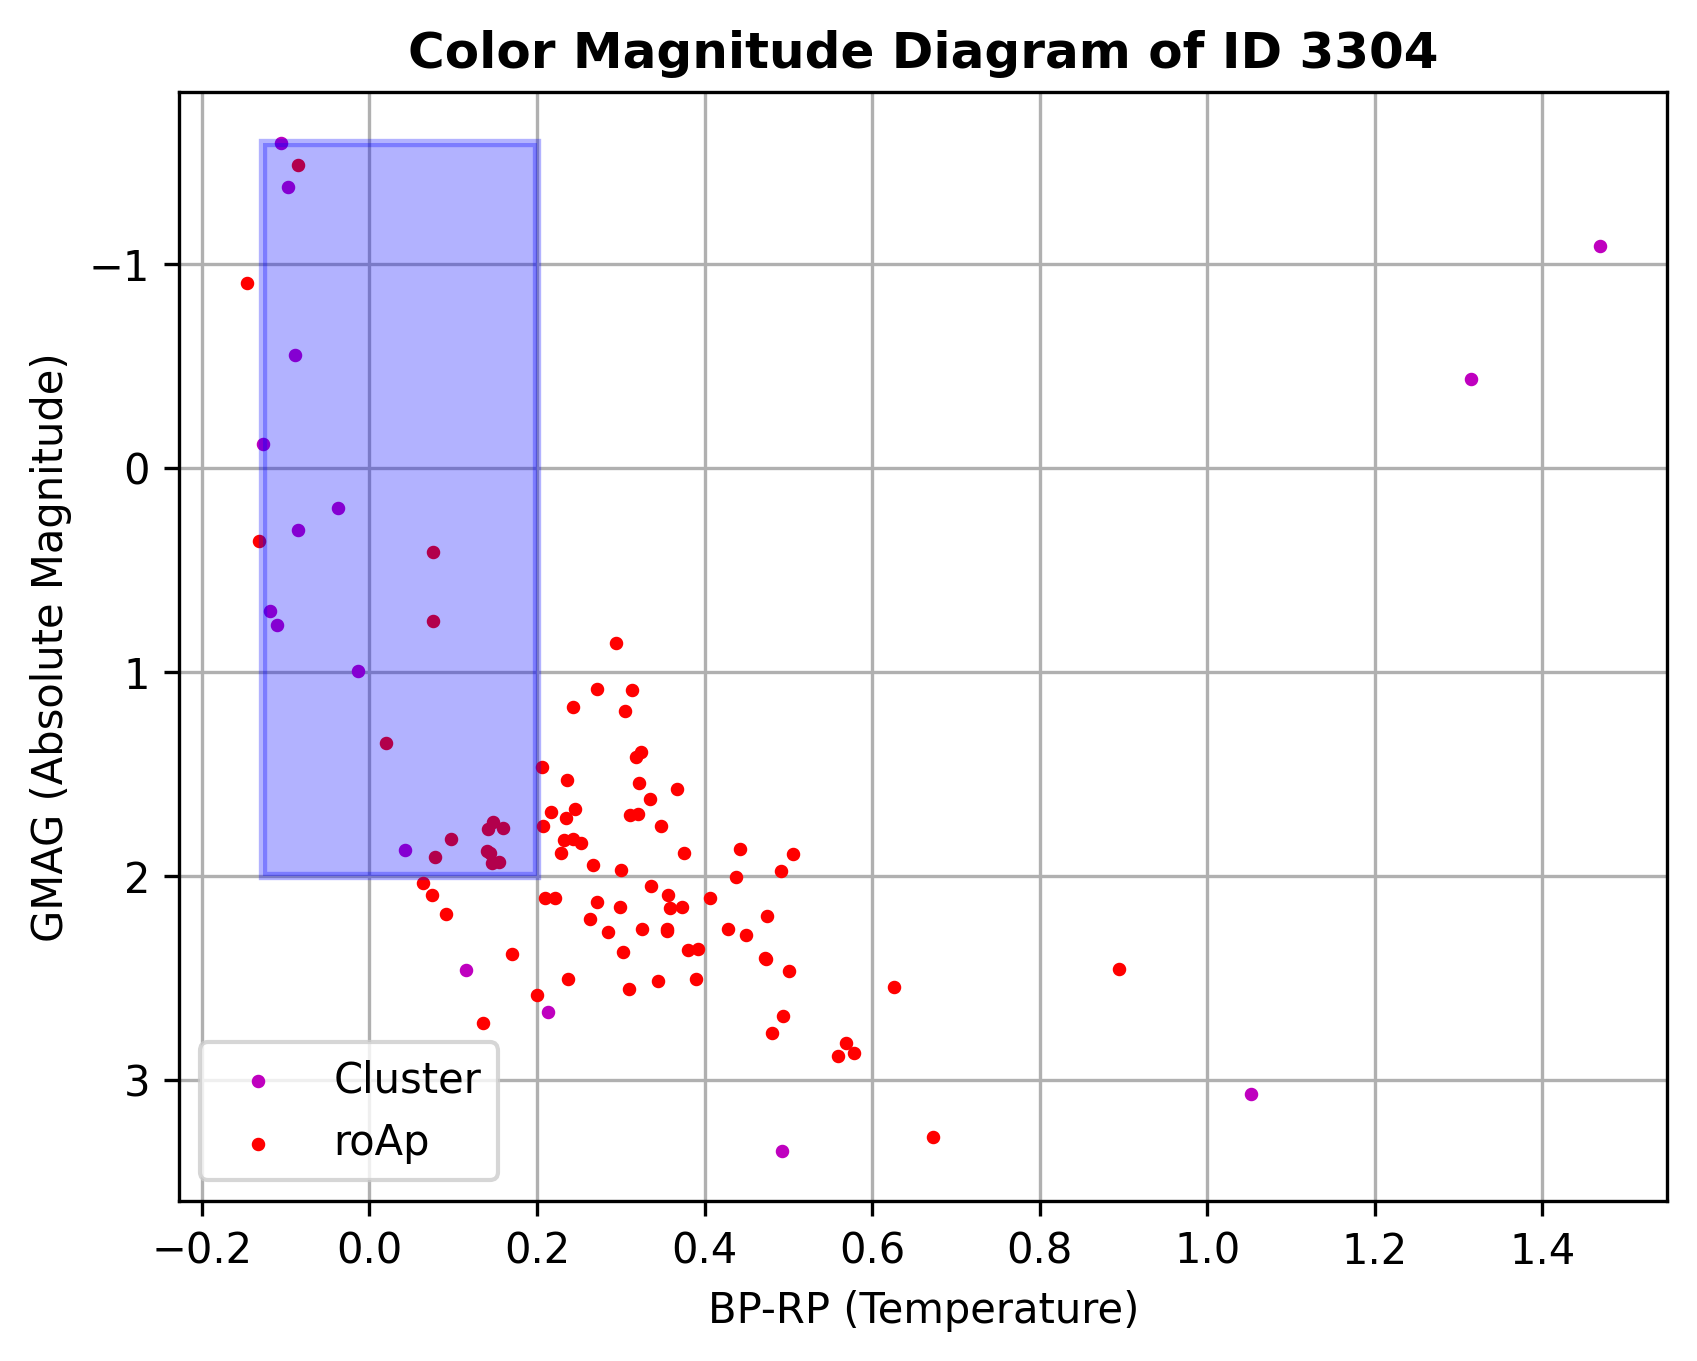 Color Magnitude Diagram of ID 3304
GMAG (Absolute Magnitude)
−1
0
1
2
3
Cluster
roAp
−0.2 0.0 0.2 0.4 0.6 0.8 1.0 1.2 1.4
BP-RP (Temperature)